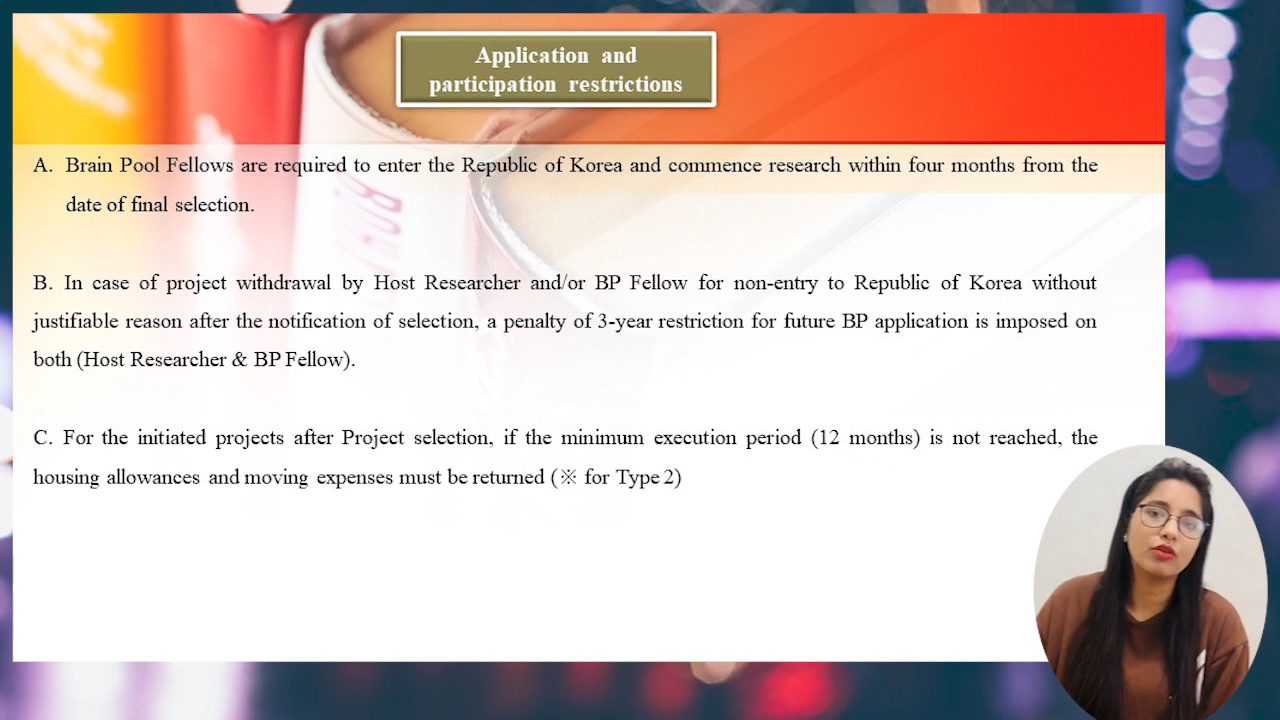 Application and
participation restrictions
A. Brain Pool Fellows are required to enter the Republic of Korea and commence research within four months from the
date of final selection.
B. In case of project withdrawal by Host Researcher and/or BP Fellow for non-entry to Republic of Korea without
justifiable reason after the notification of selection, a penalty of 3-year restriction for future BP application is imposed on
both (Host Researcher & BP Fellow).
C. For the initiated projects after Project selection, if the minimum execution period (12 months) is not reached, the
housing allowances and moving expenses must be returned (※ for Type 2)